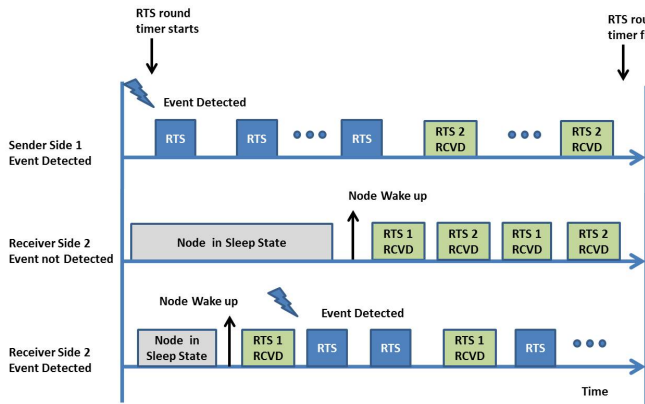 RTS round
timer starts
RTS rou
timer f
Event Detected
Sender Side 1
Event Detected
RTS
RTS
RTS
RTS 2
RCVD
RTS 2
RCVD
Node Wake up
Receiver Side 2
Event not Detected
Node in Sleep State
RTS 1
RCVD
RTS 2
RCVD
RTS 1
RCVD
RTS 2
RCVD
Node Wake up
Event Detected
Receiver Side 2
Event Detected
Node in
Sleep State
RTS 1
RCVD
RTS
RTS
RTS 1
RCVD
RTS
Time